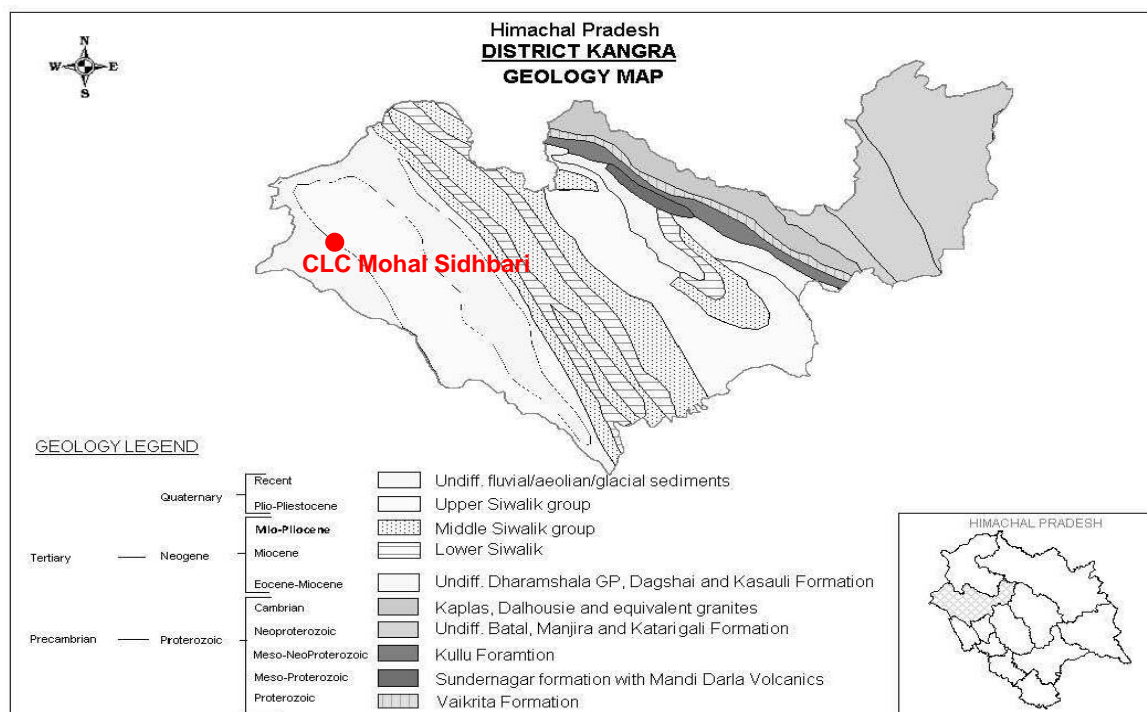 Himachal Pradesh
DISTRICT KANGRA
GEOLOGY MAP
N
W
E
S
CLC Mohal Sidhbari
GEOLOGY LEGEND
Recent
Undiff. fluvial/aeolian/glacial sediments
Quaternary
Plio-Pliestocene
Upper Siwalik group
Mio-Pliocene
Middle Siwalik group
Tertiary
Neogene
Miocene
Lower Siwalik
Eocene-Miocene
Undiff. Dharamshala GP, Dagshai and Kasauli Formation
Cambrian
Kaplas, Dalhousie and equivalent granites
Precambrian
Proterozoic
Neoproterozoic
Undiff. Batal, Manjira and Katarigali Formation
Meso-NeoProterozoic
Kullu Foramtion
Meso-Proterozoic
Sundernagar formation with Mandi Darla Volcanics
Proterozoic
Vaikrita Formation
HIMACHAL PRADESH